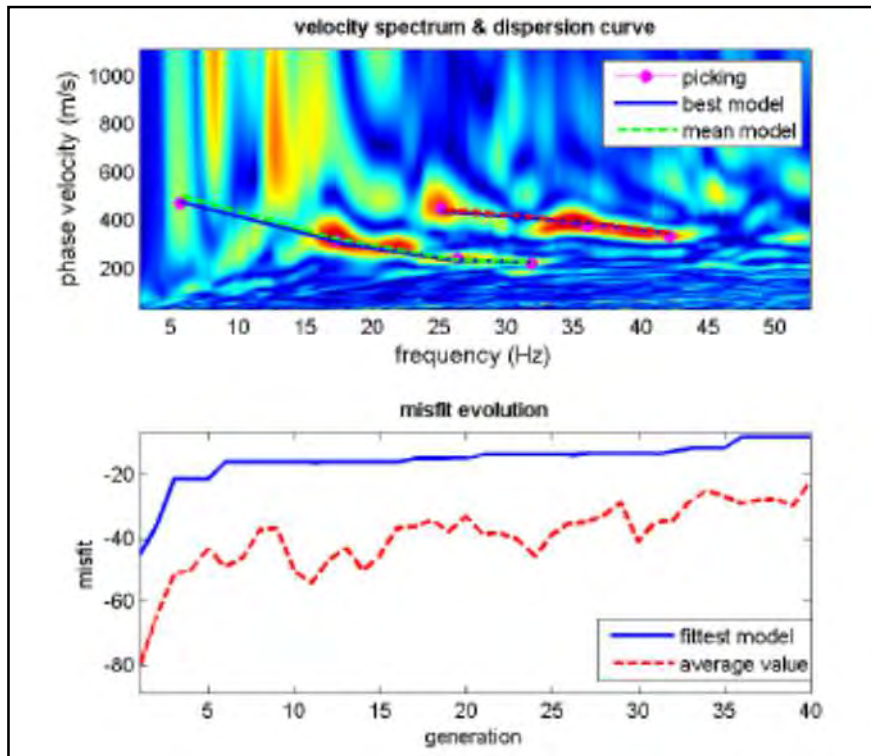 velocity spectrum & dispersion curve
phase velocity (m/s)
1000
800
600
400
200
picking
best model
mean model
5 10 15 20 25 30 35 40 45 50
frequency (Hz)
misfit evolution
misfit
-20
-40
-60
-80
fittest model
average value
5 10 15 20 25 30 35 40
generation